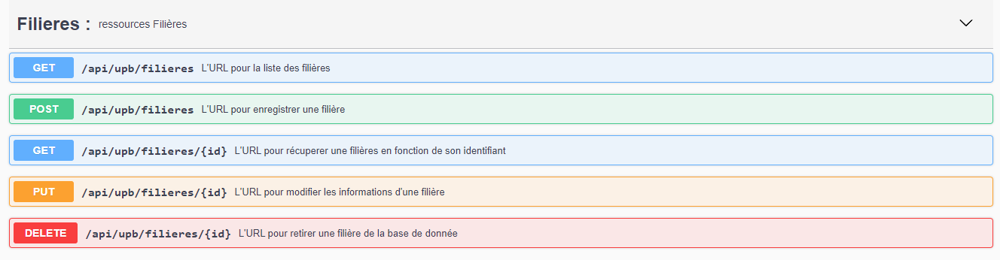 Filieres : ressources Filières
GET /api/upb/filieres L'URL pour la liste des filières
POST /api/upb/filieres L'URL pour enregistrer une filière
GET /api/upb/filieres/{id} L'URL pour récuperer une filières en fonction de son identifiant
PUT /api/upb/filieres/{id} L'URL pour modifier les informations d'une filière
DELETE /api/upb/filieres/{id} L'URL pour retirer une filière de la base de donnée